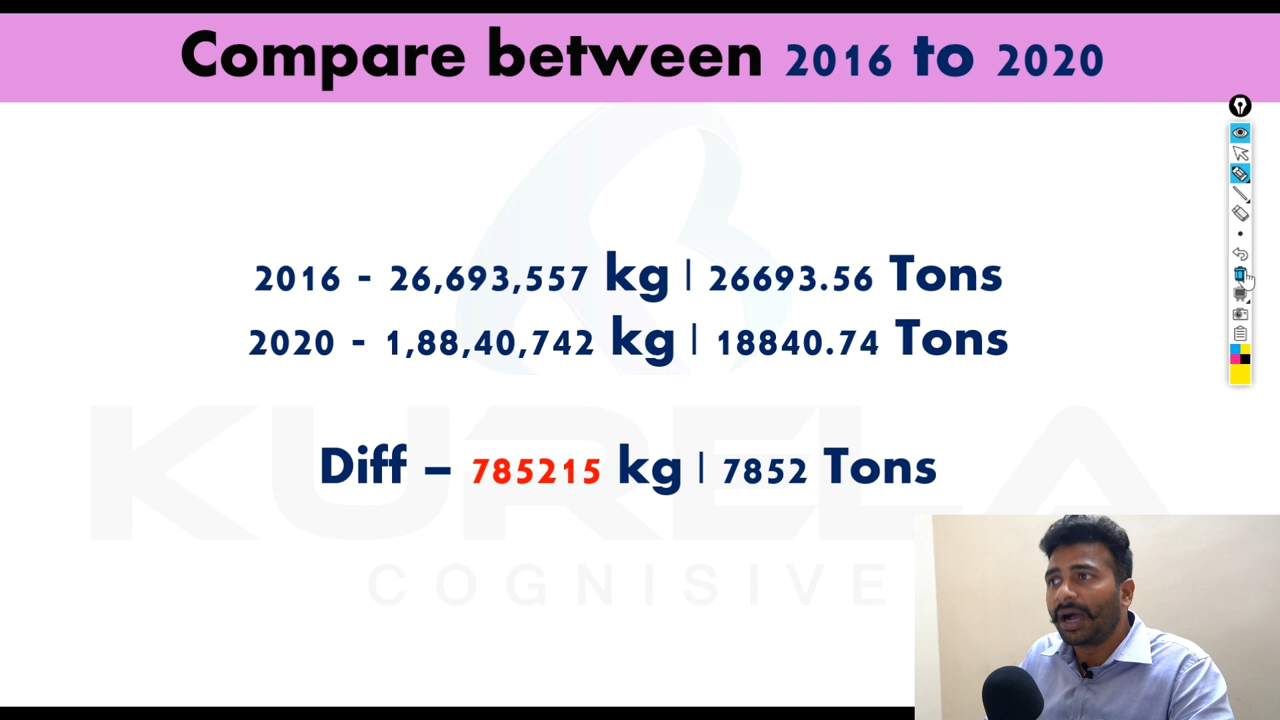 Compare between 2016 to 2020
2016 - 26,693,557 kg | 26693.56 Tons
2020 - 1,88,40,742 kg | 18840.74 Tons
Diff – 785215 kg | 7852 Tons
KURELA
COGNISIVE